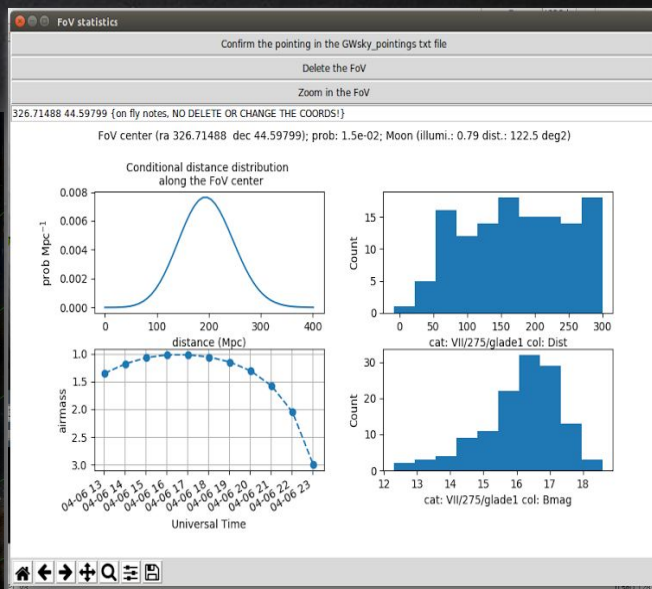 FoV statistics
Confirm the pointing in the GWsky_pointings txt file
Delete the FoV
Zoom in the FoV
326.71488 44.59799 {on fly notes, NO DELETE OR CHANGE THE COORDS!}
FoV center (ra 326.71488 dec 44.59799); prob: 1.5e-02; Moon (illumi.: 0.79 dist.: 122.5 deg2)
Conditional distance distribution
along the FoV center
prob Mpc⁻¹
0.008
0.006
0.004
0.002
0.000
0 100 200 300 400
distance (Mpc)
Count
15
10
5
0
0 50 100 150 200 250 300
cat: VII/275/glade1 col: Dist
airmass
1.0
1.5
2.0
2.5
3.0
04-06 13
04-06 14
04-06 15
04-06 16
04-06 17
04-06 18
04-06 19
04-06 20
04-06 21
04-06 22
04-06 23
Universal Time
Count
30
20
10
0
12 13 14 15 16 17 18
cat: VII/275/glade1 col: Bmag